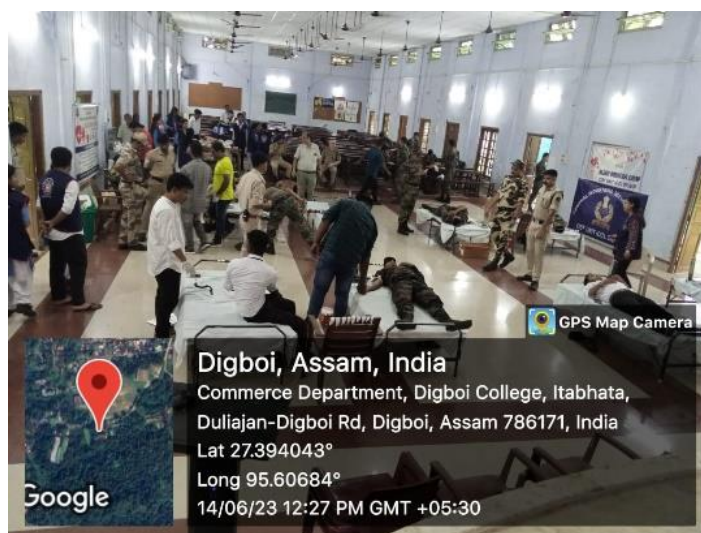 GPS Map Camera
Digboi, Assam, India
Commerce Department, Digboi College, Itabhata,
Duliajan-Digboi Rd, Digboi, Assam 786171, India
Lat 27.394043°
Long 95.60684°
14/06/23 12:27 PM GMT +05:30
Google